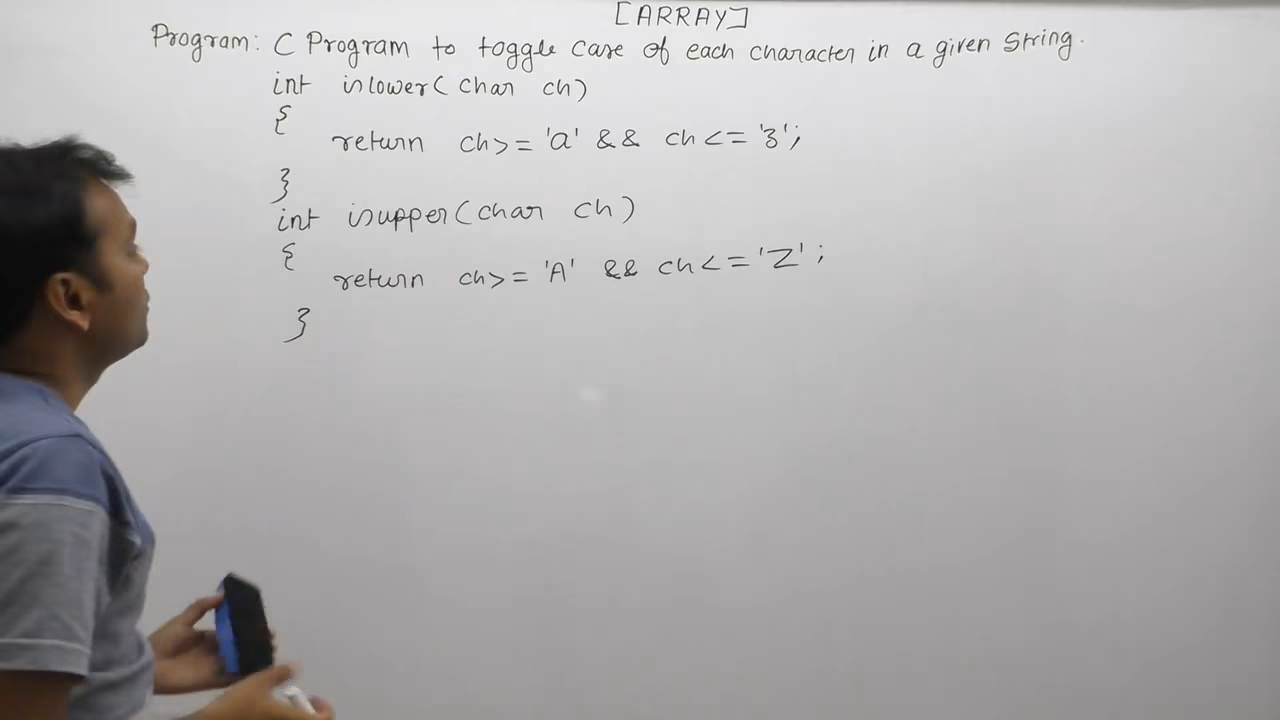 [ARRAY]
Program: C Program to toggle case of each character in a given string.
int islower(char ch)
{
return ch>= 'a' && ch<= 'z';
}
int isupper(char ch)
{
return ch>= 'A' && ch<= 'Z';
}